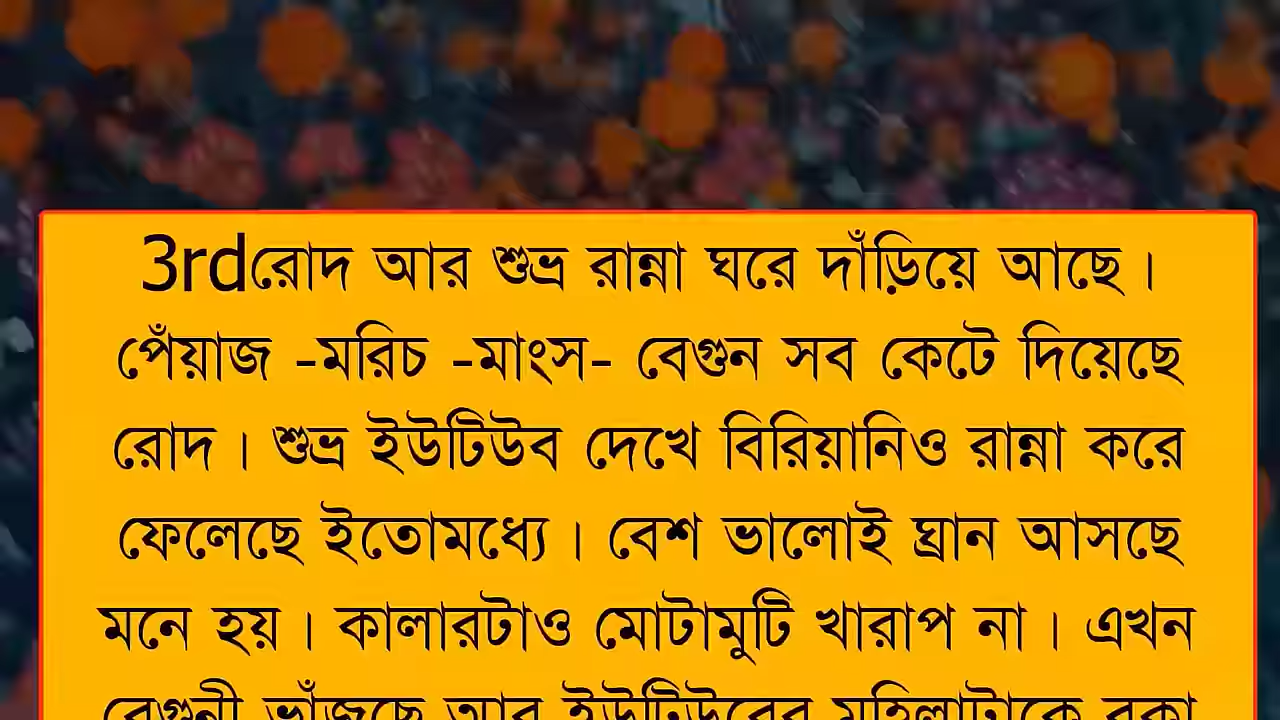 3rdরোদ আর শুভ্র রান্না ঘরে দাঁড়িয়ে আছে।
পেঁয়াজ -মরিচ -মাংস- বেগুন সব কেটে দিয়েছে
রোদ। শুভ্র ইউটিউব দেখে বিরিয়ানিও রান্না করে
ফেলেছে ইতোমধ্যে। বেশ ভালোই ঘ্রান আসছে
মনে হয়। কালারটাও মোটামুটি খারাপ না। এখন
বেগুনী ভাঁজছে আর ইউটিউবের মহিলাটাকে বকা